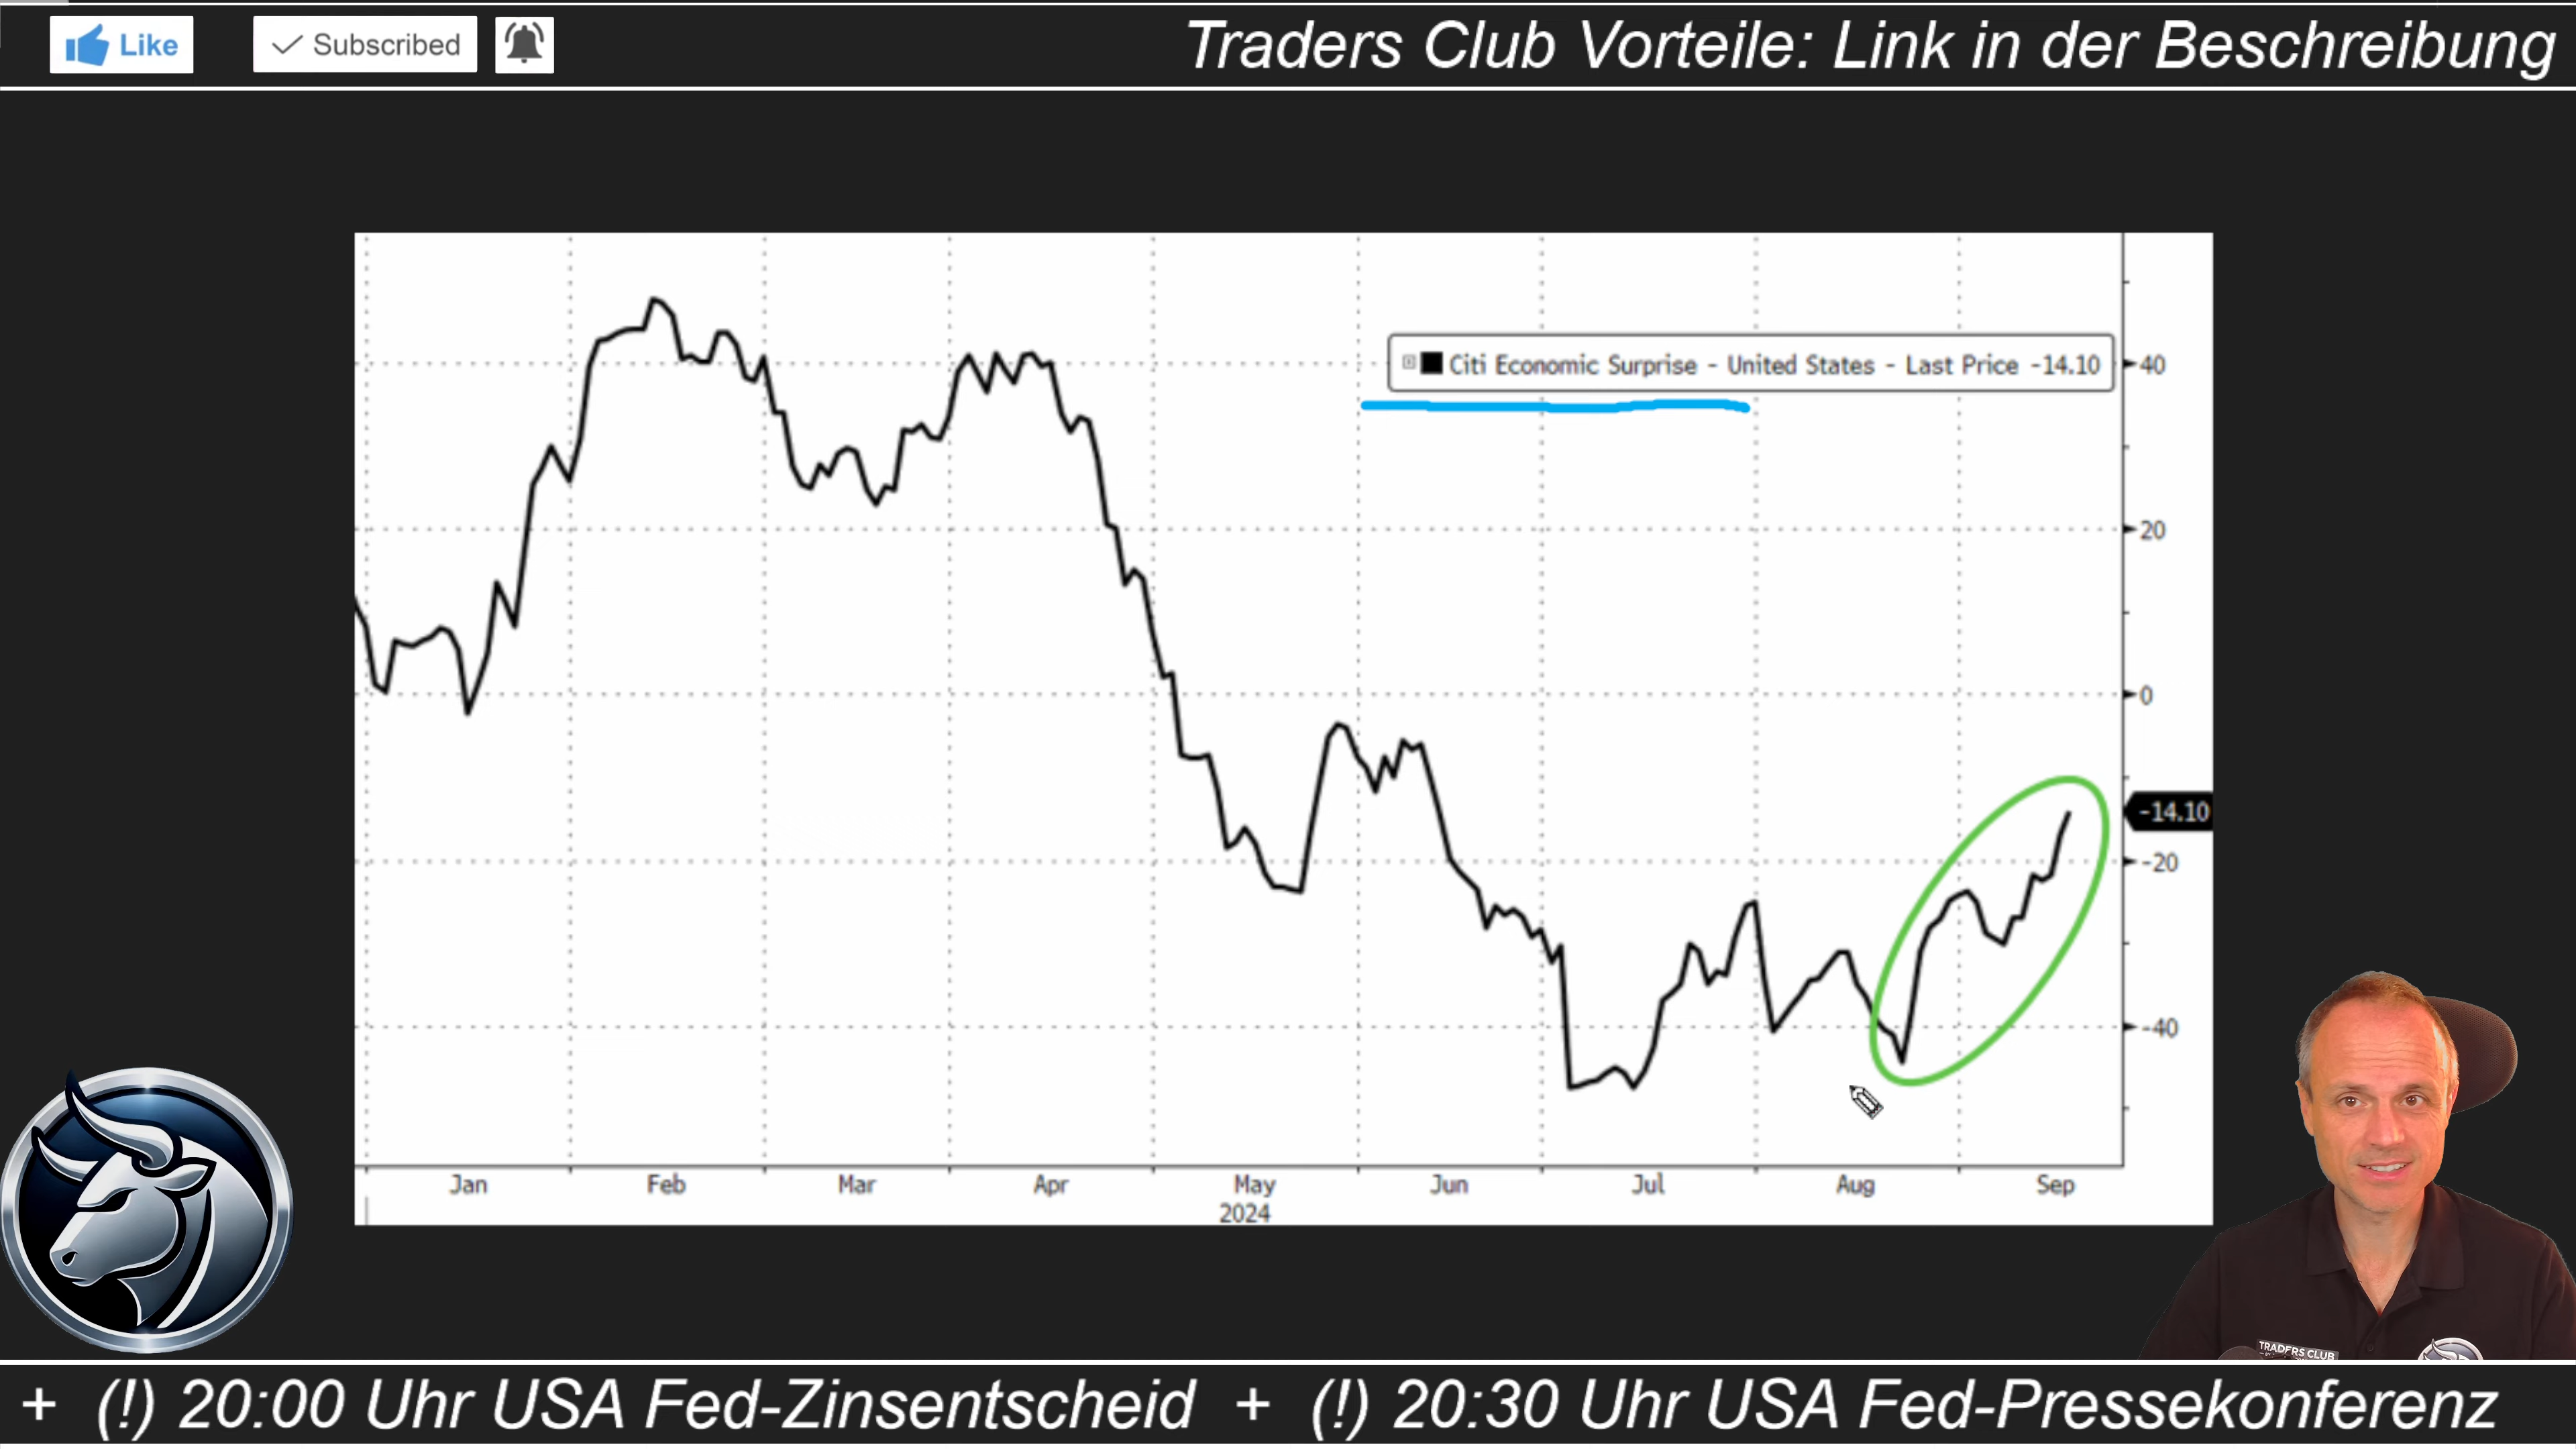 Like
Subscribed
Traders Club Vorteile: Link in der Beschreibung
Citi Economic Surprise - United States - Last Price -14.10
40
20
0
-14.10
-20
-40
Jan Feb Mar Apr May Jun Jul Aug Sep
2024
TRADERS CLUB
+ (!) 20:00 Uhr USA Fed-Zinsentscheid + (!) 20:30 Uhr USA Fed-Pressekonferenz